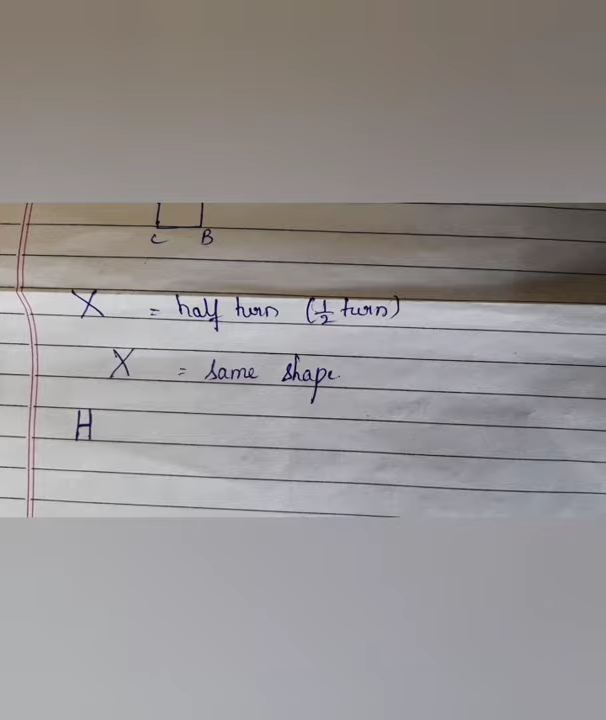 C B
X = half turn (1/2 turn)
X = same shape.
H